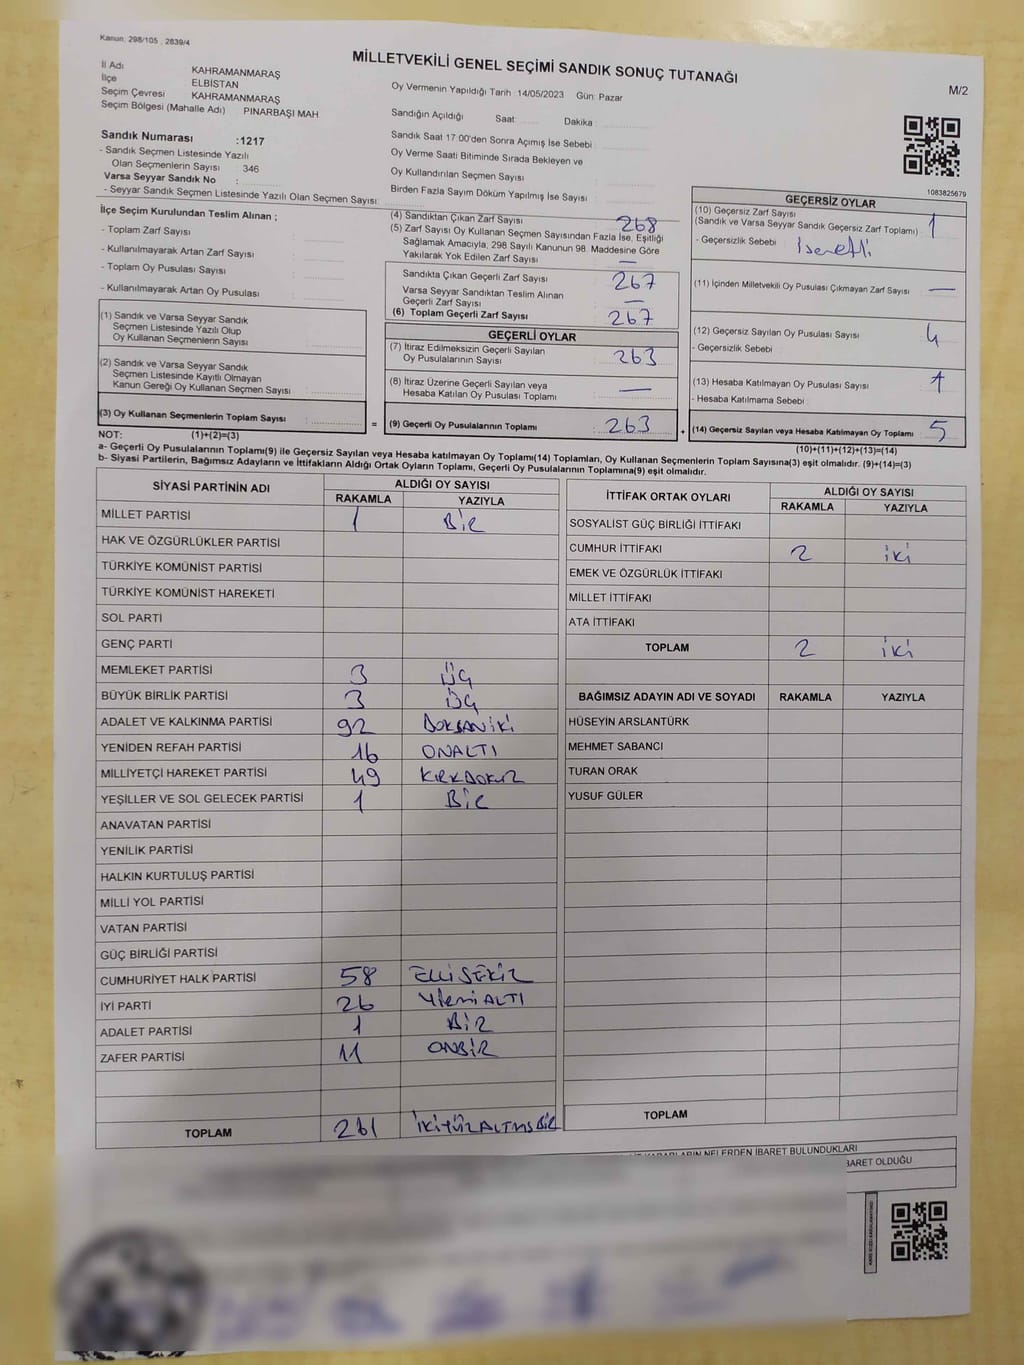 Kanun: 298/105 , 2839/4
MİLLETVEKİLİ GENEL SEÇİMİ SANDIK SONUÇ TUTANAĞI
M/2
İl Adı KAHRAMANMARAŞ
İlçe ELBİSTAN
Seçim Çevresi KAHRAMANMARAŞ
Seçim Bölgesi (Mahalle Adı) PINARBAŞI MAH
Sandık Numarası :1217
- Sandık Seçmen Listesinde Yazılı
Olan Seçmenlerin Sayısı 346
Varsa Seyyar Sandık No :
- Seyyar Sandık Seçmen Listesinde Yazılı Olan Seçmen Sayısı:
Oy Vermenin Yapıldığı Tarih :14/05/2023 Gün: Pazar
Sandığın Açıldığı Saat Dakika :
Sandık Saat 17:00'den Sonra Açımış İse Sebebi :
Oy Verme Saati Bitiminde Sırada Bekleyen ve
Oy Kullandırılan Seçmen Sayısı :
Birden Fazla Sayım Döküm Yapılmış İse Sayısı :
1083825679
İlçe Seçim Kurulundan Teslim Alınan ;
- Toplam Zarf Sayısı :
- Kullanılmayarak Artan Zarf Sayısı :
- Toplam Oy Pusulası Sayısı :
- Kullanılmayarak Artan Oy Pusulası :
(1) Sandık ve Varsa Seyyar Sandık
Seçmen Listesinde Yazılı Olup
Oy Kullanan Seçmenlerin Sayısı :
(2) Sandık ve Varsa Seyyar Sandık
Seçmen Listesinde Kayıtlı Olmayan
Kanun Gereği Oy Kullanan Seçmen Sayısı :
(3) Oy Kullanan Seçmenlerin Toplam Sayısı :
(4) Sandıktan Çıkan Zarf Sayısı : 268
(5) Zarf Sayısı Oy Kullanan Seçmen Sayısından Fazla İse, Eşitliği
Sağlamak Amacıyla, 298 Sayılı Kanunun 98. Maddesine Göre
Yakılarak Yok Edilen Zarf Sayısı : —
Sandıkta Çıkan Geçerli Zarf Sayısı : 267
Varsa Seyyar Sandıktan Teslim Alınan
Geçerli Zarf Sayısı : —
(6) Toplam Geçerli Zarf Sayısı : 267
GEÇERLİ OYLAR
(7) İtiraz Edilmeksizin Geçerli Sayılan
Oy Pusulalarının Sayısı : 263
(8) İtiraz Üzerine Geçerli Sayılan veya
Hesaba Katılan Oy Pusulası Toplamı : —
= (9) Geçerli Oy Pusulalarının Toplamı : 263
GEÇERSİZ OYLAR
(10) Geçersiz Zarf Sayısı
(Sandık ve Varsa Seyyar Sandık Geçersiz Zarf Toplamı) : 1
- Geçersizlik Sebebi : İşaretli
(11) İçinden Milletvekili Oy Pusulası Çıkmayan Zarf Sayısı : —
(12) Geçersiz Sayılan Oy Pusulası Sayısı : 4
- Geçersizlik Sebebi :
(13) Hesaba Katılmayan Oy Pusulası Sayısı :
- Hesaba Katılmama Sebebi :
+ (14) Geçersiz Sayılan veya Hesaba Katılmayan Oy Toplamı : 5
NOT: (1)+(2)=(3)
(10)+(11)+(12)+(13)=(14)
a- Geçerli Oy Pusulalarının Toplamı(9) ile Geçersiz Sayılan veya Hesaba katılmayan Oy Toplamı(14) Toplamları, Oy Kullanan Seçmenlerin Toplam Sayısına(3) eşit olmalıdır. (9)+(14)=(3)
b- Siyasi Partilerin, Bağımsız Adayların ve İttifakların Aldığı Ortak Oyların Toplamı, Geçerli Oy Pusulalarının Toplamına(9) eşit olmalıdır.
SİYASİ PARTİNİN ADI ALDIĞI OY SAYISI
RAKAMLA YAZIYLA
MİLLET PARTİSİ 1 BİR
HAK VE ÖZGÜRLÜKLER PARTİSİ
TÜRKİYE KOMÜNİST PARTİSİ
TÜRKİYE KOMÜNİST HAREKETİ
SOL PARTİ
GENÇ PARTİ
MEMLEKET PARTİSİ 3 ÜÇ
BÜYÜK BİRLİK PARTİSİ 3 ÜÇ
ADALET VE KALKINMA PARTİSİ 92 DOKSANİKİ
YENİDEN REFAH PARTİSİ 16 ONALTI
MİLLİYETÇİ HAREKET PARTİSİ 49 KIRKDOKUZ
YEŞİLLER VE SOL GELECEK PARTİSİ 1 BİR
ANAVATAN PARTİSİ
YENİLİK PARTİSİ
HALKIN KURTULUŞ PARTİSİ
MİLLİ YOL PARTİSİ
VATAN PARTİSİ
GÜÇ BİRLİĞİ PARTİSİ
CUMHURİYET HALK PARTİSİ 58 ELLİSEKİZ
İYİ PARTİ 26 YİRMİALTI
ADALET PARTİSİ 1 BİR
ZAFER PARTİSİ 11 ONBİR
TOPLAM 261 İKİYÜZALTMIŞBİR
İTTİFAK ORTAK OYLARI ALDIĞI OY SAYISI
RAKAMLA YAZIYLA
SOSYALİST GÜÇ BİRLİĞİ İTTİFAKI
CUMHUR İTTİFAKI 2 İKİ
EMEK VE ÖZGÜRLÜK İTTİFAKI
MİLLET İTTİFAKI
ATA İTTİFAKI
TOPLAM 2 İKİ
BAĞIMSIZ ADAYIN ADI VE SOYADI RAKAMLA YAZIYLA
HÜSEYİN ARSLANTÜRK
MEHMET SABANCI
TURAN ORAK
YUSUF GÜLER
TOPLAM
KARARLARIN NELERDEN İBARET BULUNDUKLARI
İBARET OLDUĞU